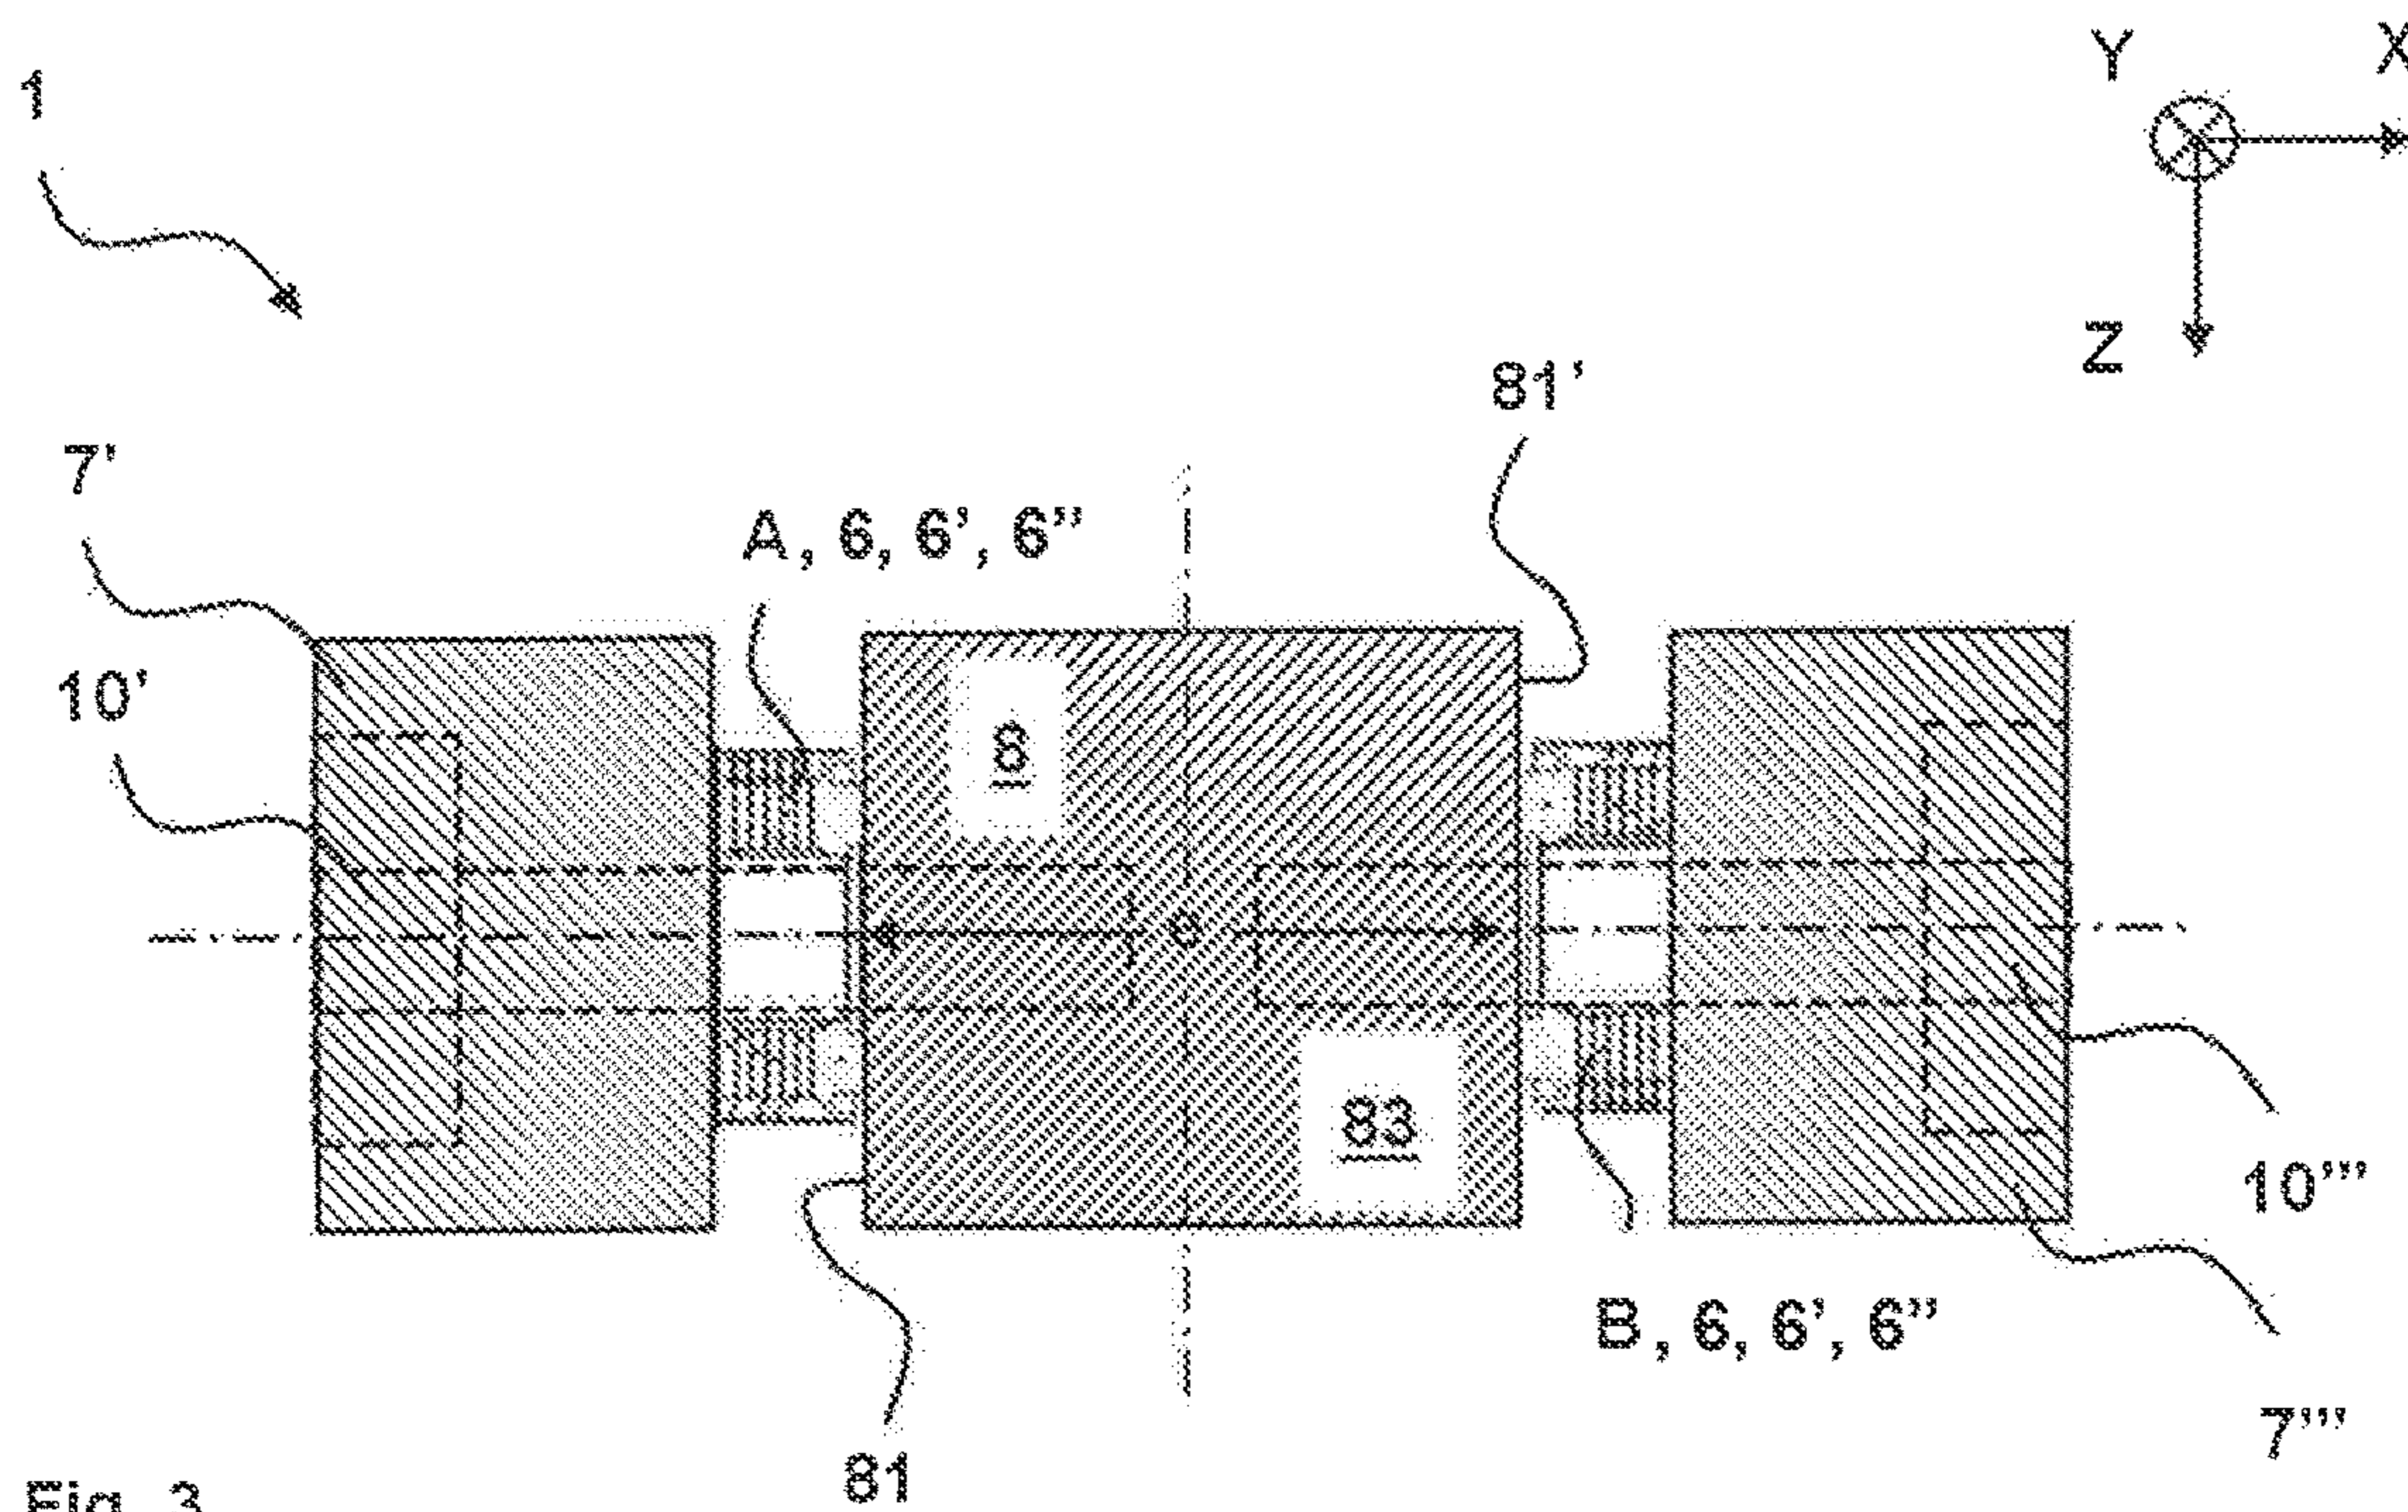 1
Y
X
Z
81'
7'
A, 6, 6', 6"
10'
8
83
10'"
B, 6, 6', 6"
7'"
81
Fig. 3